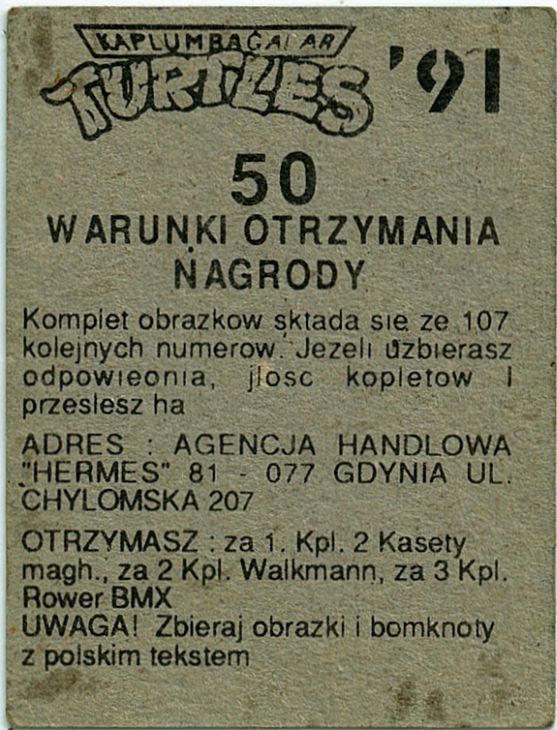 KAPLUMBAGALAR
TURTLES '91
50
WARUNKI OTRZYMANIA
NAGRODY
Komplet obrazkow sktada sie ze 107
kolejnych numerow. Jezeli uzbierasz
odpowieonia, jlosc kopletow i
przeslesz ha
ADRES : AGENCJA HANDLOWA
"HERMES" 81 - 077 GDYNIA UL.
CHYLOMSKA 207
OTRZYMASZ : za 1. Kpl. 2 Kasety
magh., za 2 Kpl. Walkmann, za 3 Kpl.
Rower BMX
UWAGA! Zbieraj obrazki i bomknoty
z polskim tekstem